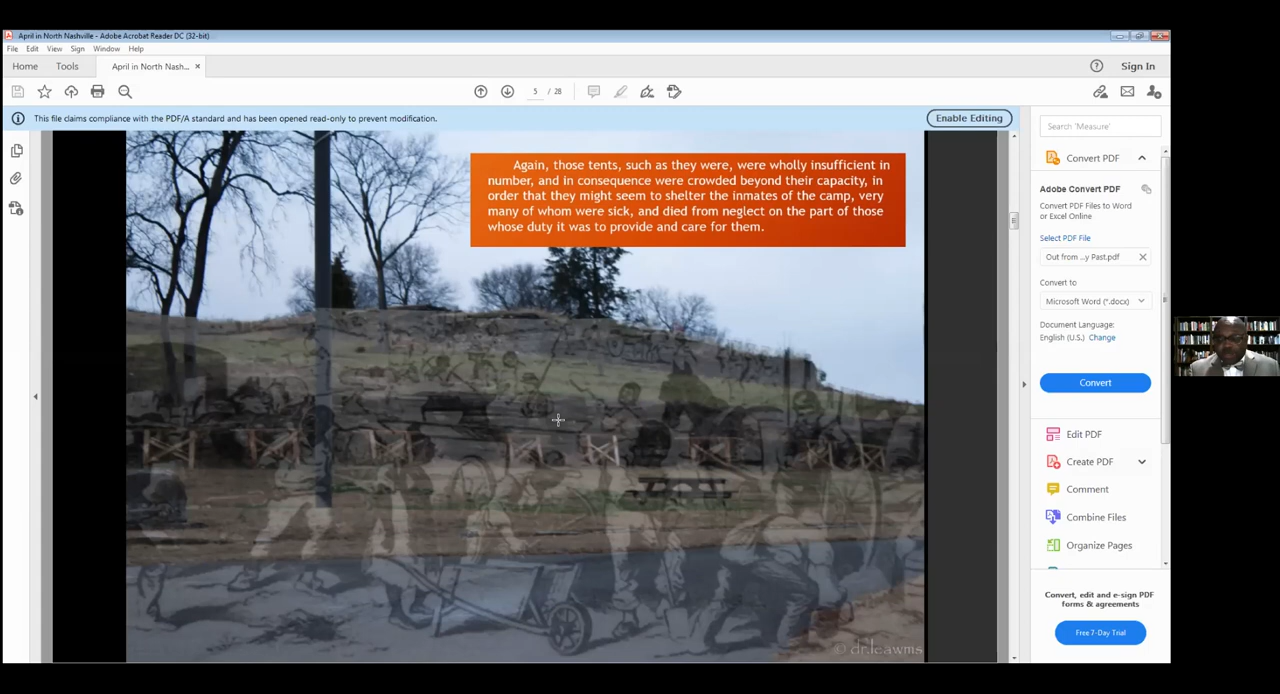 April in North Nashville - Adobe Acrobat Reader DC (32-bit)
File Edit View Sign Window Help
Home Tools April in North Nash... × Sign In
5 / 28
This file claims compliance with the PDF/A standard and has been opened read-only to prevent modification. Enable Editing
Search 'Measure'
Again, those tents, such as they were, were wholly insufficient in
number, and in consequence were crowded beyond their capacity, in
order that they might seem to shelter the inmates of the camp, very
many of whom were sick, and died from neglect on the part of those
whose duty it was to provide and care for them.
© dr.leawms
Convert PDF
Adobe Convert PDF
Convert PDF Files to Word
or Excel Online
Select PDF File
Out from ...y Past.pdf
Convert to
Microsoft Word (*.docx)
Document Language:
English (U.S.) Change
Convert
Edit PDF
Create PDF
Comment
Combine Files
Organize Pages
Convert, edit and e-sign PDF
forms & agreements
Free 7-Day Trial